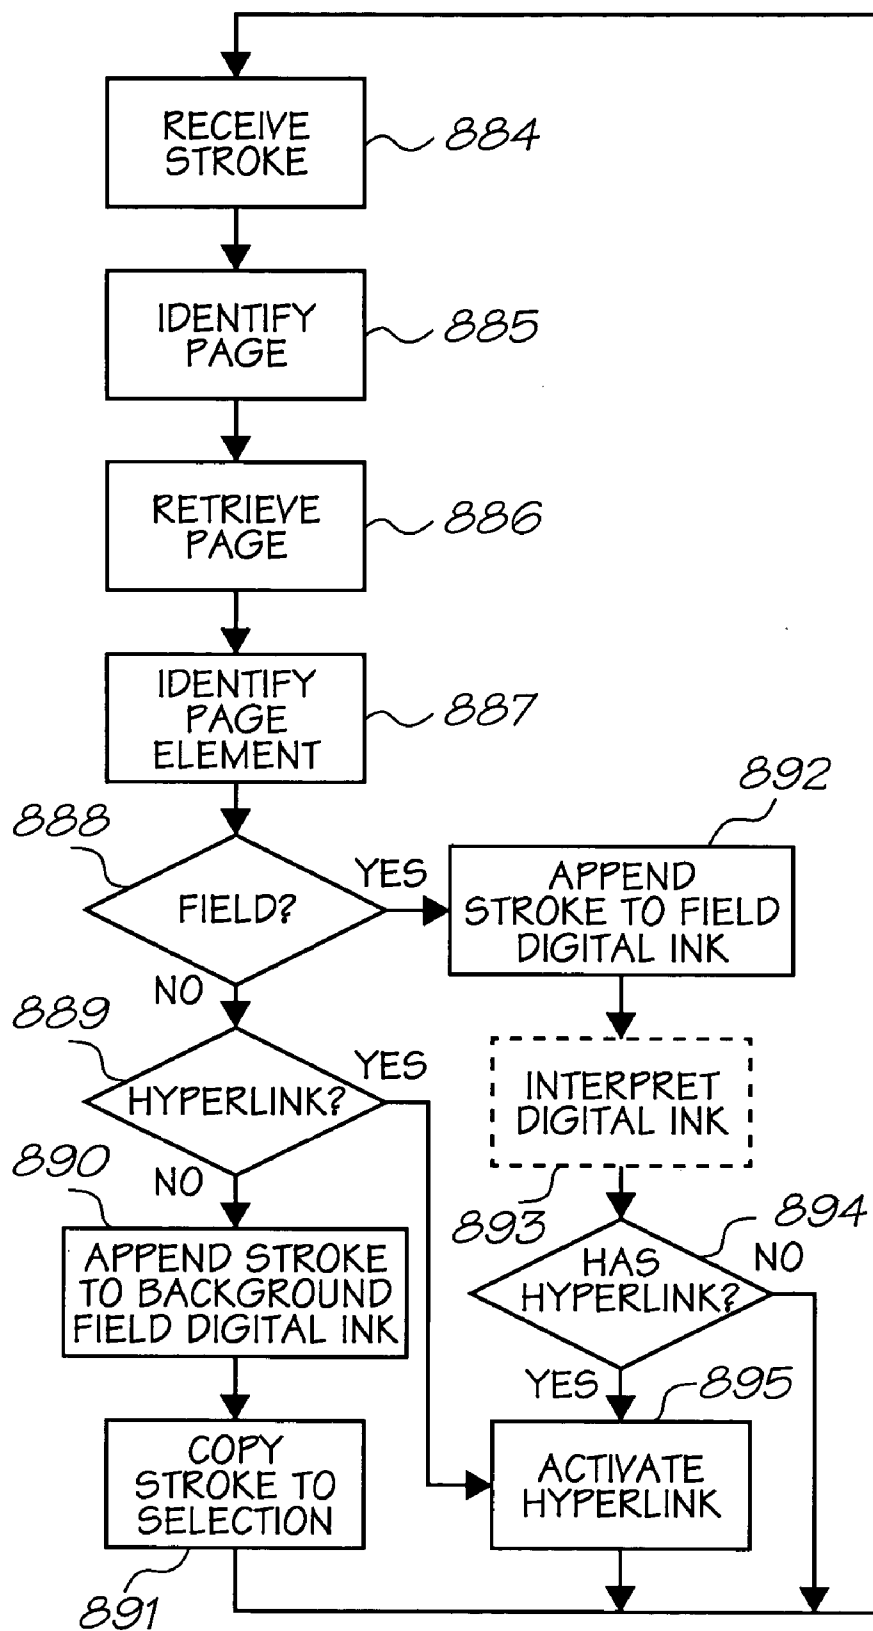 RECEIVE
STROKE
884
IDENTIFY
PAGE
885
RETRIEVE
PAGE
886
IDENTIFY
PAGE
ELEMENT
887
888
FIELD?
YES
NO
892
APPEND
STROKE TO FIELD
DIGITAL INK
889
HYPERLINK?
YES
NO
INTERPRET
DIGITAL INK
893
890
APPEND STROKE
TO BACKGROUND
FIELD DIGITAL INK
894
HAS
HYPERLINK?
NO
YES
895
COPY
STROKE TO
SELECTION
891
ACTIVATE
HYPERLINK